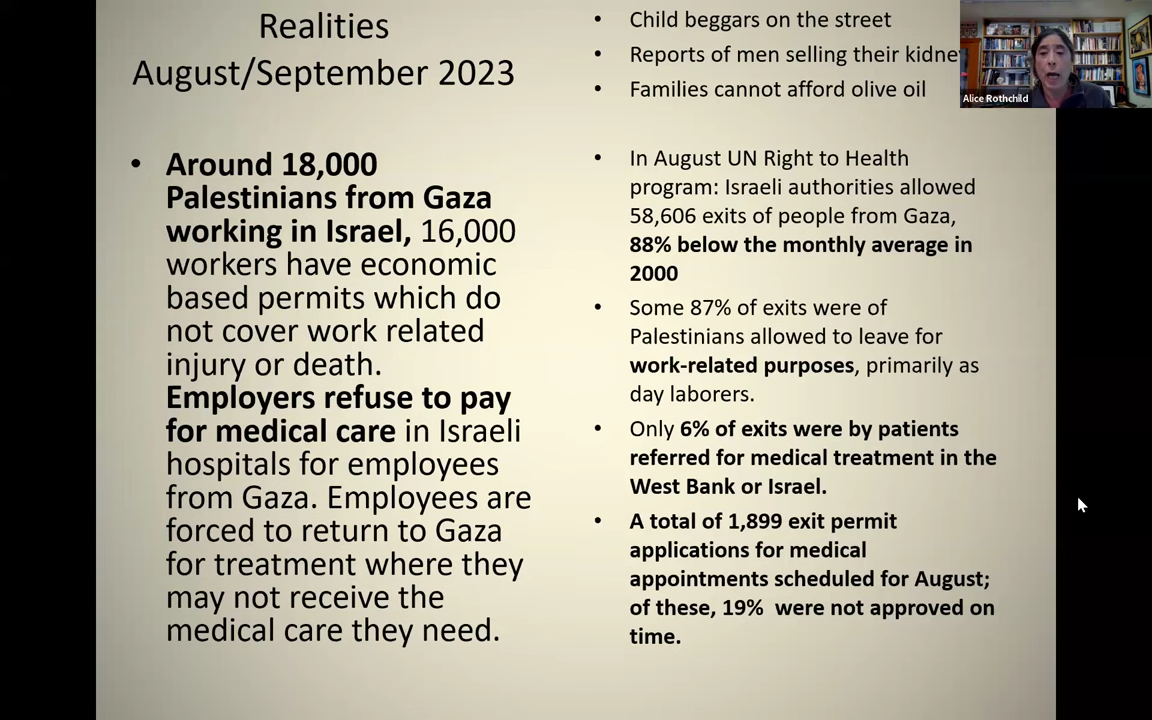 Realities
August/September 2023
• Around 18,000
Palestinians from Gaza
working in Israel, 16,000
workers have economic
based permits which do
not cover work related
injury or death.
Employers refuse to pay
for medical care in Israeli
hospitals for employees
from Gaza. Employees are
forced to return to Gaza
for treatment where they
may not receive the
medical care they need.
• Child beggars on the street
• Reports of men selling their kidne
• Families cannot afford olive oil
• In August UN Right to Health
program: Israeli authorities allowed
58,606 exits of people from Gaza,
88% below the monthly average in
2000
• Some 87% of exits were of
Palestinians allowed to leave for
work-related purposes, primarily as
day laborers.
• Only 6% of exits were by patients
referred for medical treatment in the
West Bank or Israel.
• A total of 1,899 exit permit
applications for medical
appointments scheduled for August;
of these, 19% were not approved on
time.
Alice Rothchild